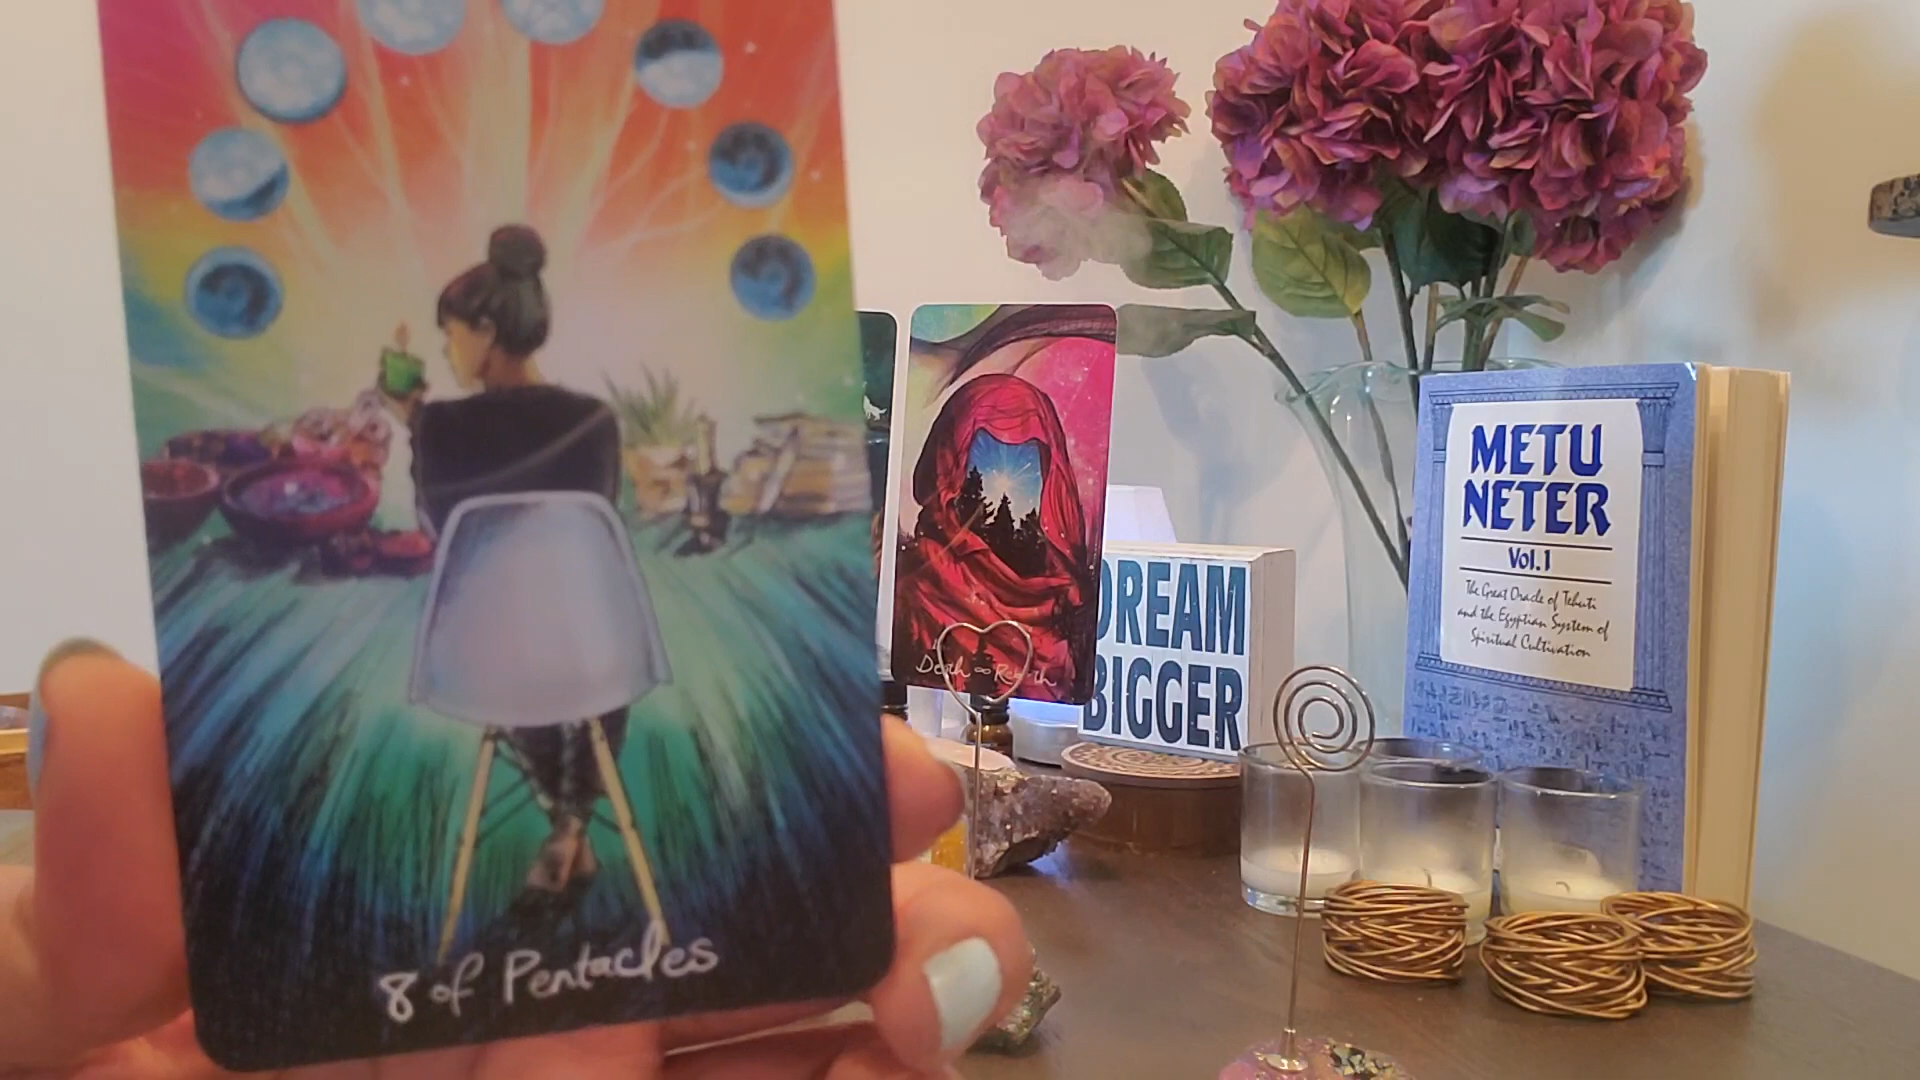 8 of Pentacles
Death ∞ Rebirth
DREAM
BIGGER
METU
NETER
Vol.1
The Great Oracle of Tehuti
and the Egyptian System of
Spiritual Cultivation